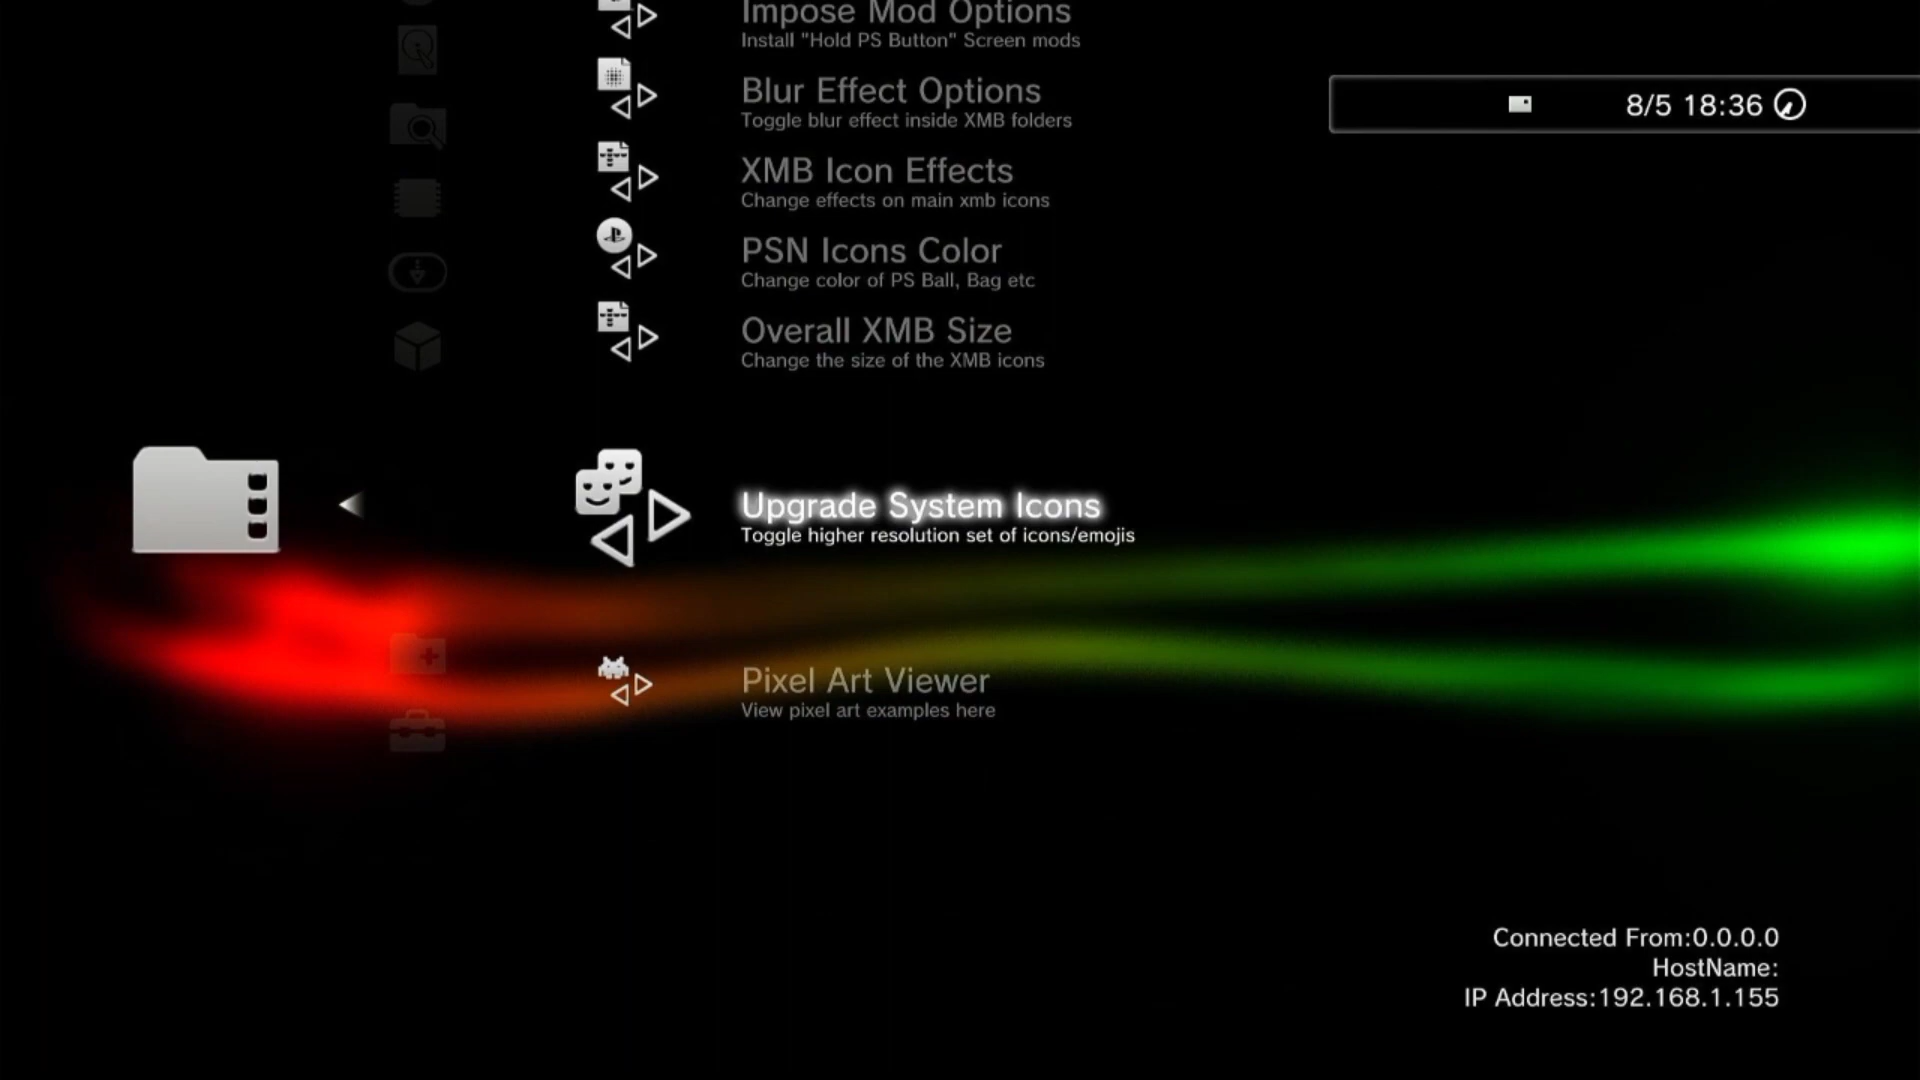 Impose Mod Options
Install "Hold PS Button" Screen mods
Blur Effect Options
Toggle blur effect inside XMB folders
8/5 18:36
XMB Icon Effects
Change effects on main xmb icons
PSN Icons Color
Change color of PS Ball, Bag etc
Overall XMB Size
Change the size of the XMB icons
Upgrade System Icons
Toggle higher resolution set of icons/emojis
Pixel Art Viewer
View pixel art examples here
Connected From:0.0.0.0
HostName:
IP Address:192.168.1.155